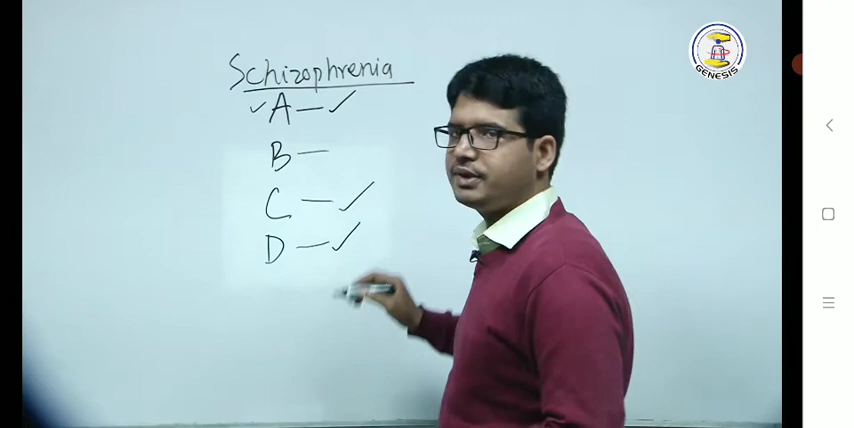 Schizophrenia
✓ A — ✓
B —
C — ✓
D — ✓
GENESIS